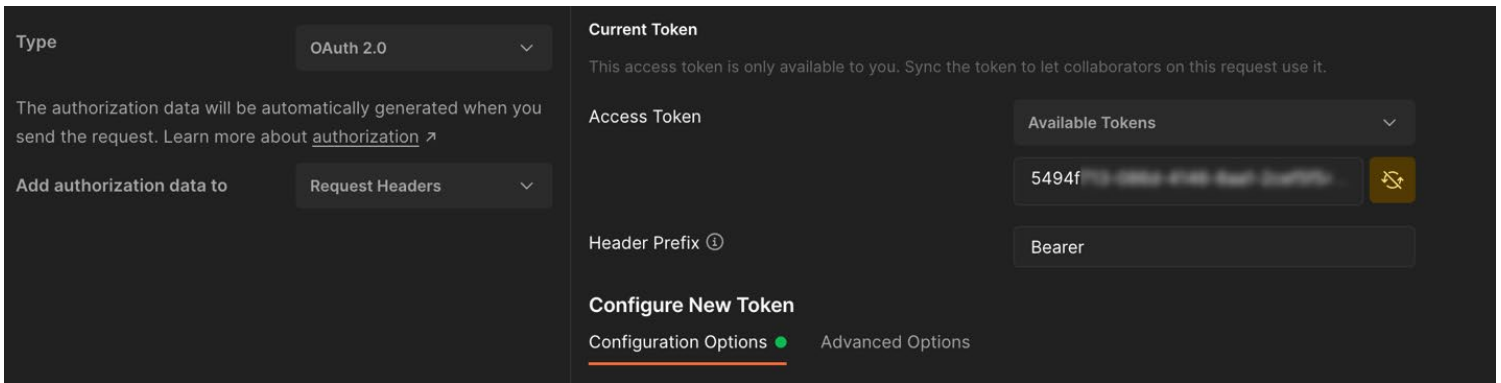 Type
OAuth 2.0
The authorization data will be automatically generated when you
send the request. Learn more about authorization ↗
Add authorization data to
Request Headers
Current Token
This access token is only available to you. Sync the token to let collaborators on this request use it.
Access Token
Available Tokens
5494f
Header Prefix
Bearer
Configure New Token
Configuration Options
Advanced Options